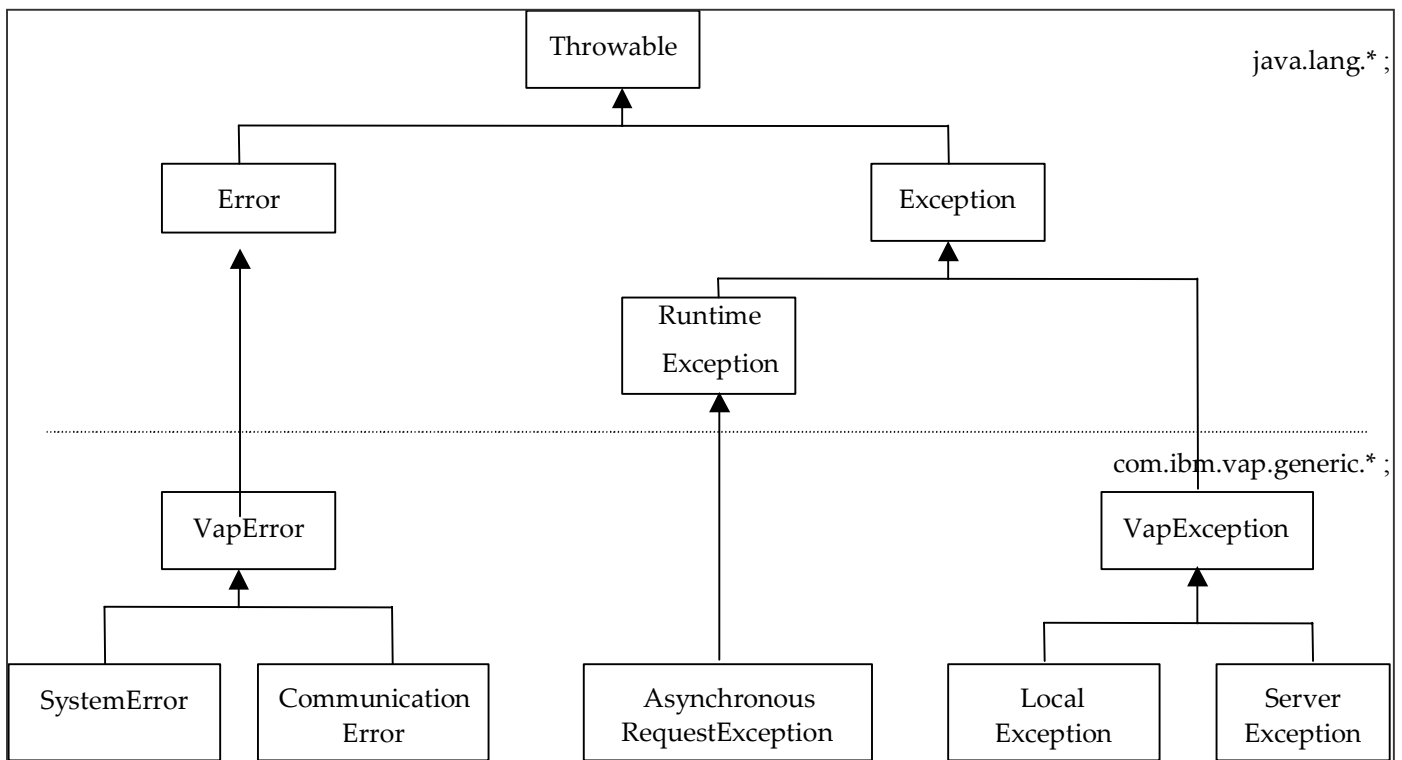 Throwable
java.lang.* ;
Error
Exception
Runtime
Exception
com.ibm.vap.generic.* ;
VapError
VapException
SystemError
Communication
Error
Asynchronous
RequestException
Local
Exception
Server
Exception